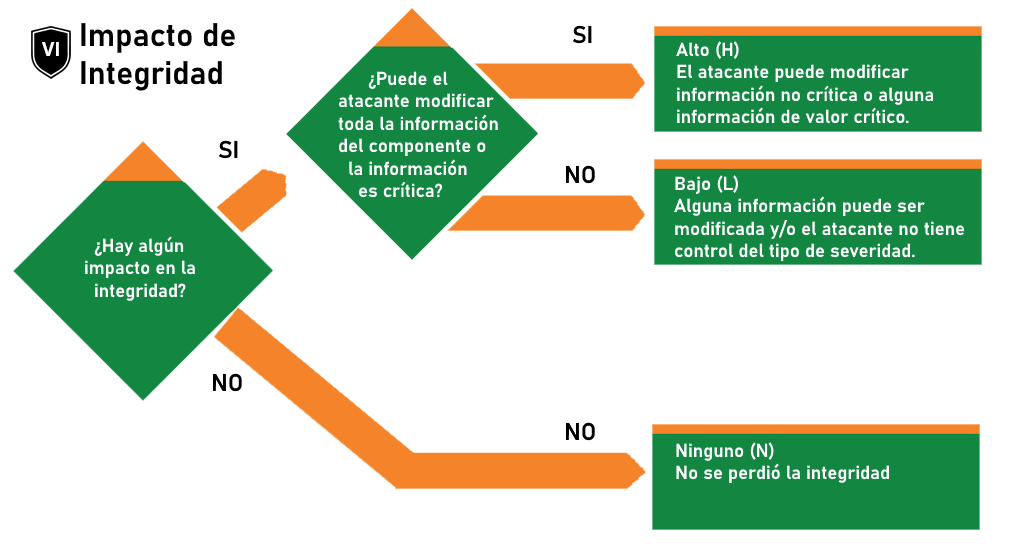 VI
Impacto de
Integridad
¿Hay algún
impacto en la
integridad?
SI
NO
¿Puede el
atacante modificar
toda la información
del componente o
la información
es crítica?
SI
Alto (H)
El atacante puede modificar
información no crítica o alguna
información de valor crítico.
NO
Bajo (L)
Alguna información puede ser
modificada y/o el atacante no tiene
control del tipo de severidad.
NO
Ninguno (N)
No se perdió la integridad